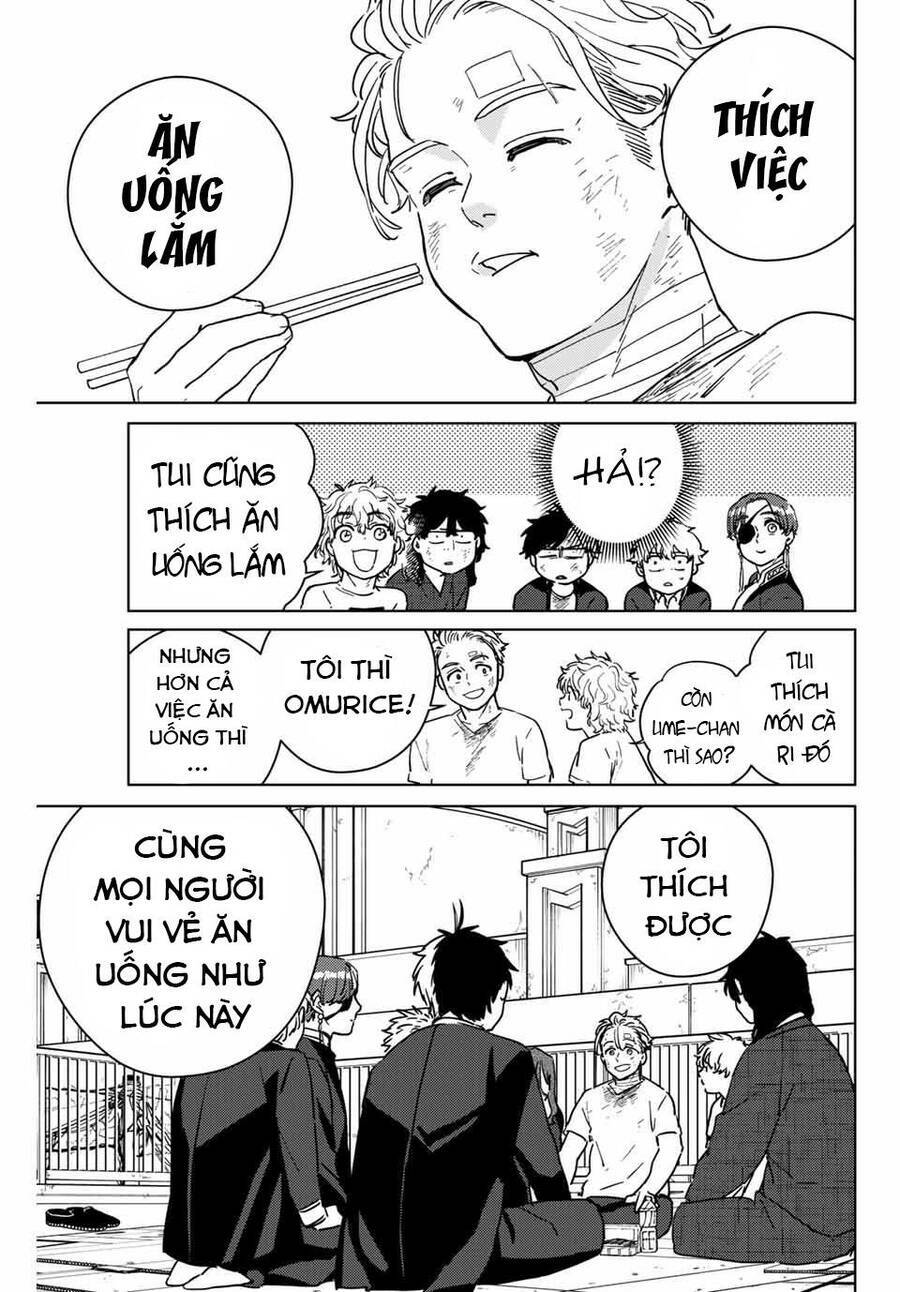 THÍCH
VIỆC
ĂN
UỐNG
LẮM
HẢ!?
TUI CŨNG
THÍCH ĂN
UỐNG LẮM
TUI
THÍCH
MÓN CÀ
RI ĐÓ
CÒN
UME-CHAN
THÌ SAO?
TÔI THÌ
OMURICE!
NHƯNG
HƠN CẢ
VIỆC ĂN
UỐNG THÌ
...
TÔI
THÍCH
ĐƯỢC
CÙNG
MỌI NGƯỜI
VUI VẺ ĂN
UỐNG NHƯ
LÚC NÀY